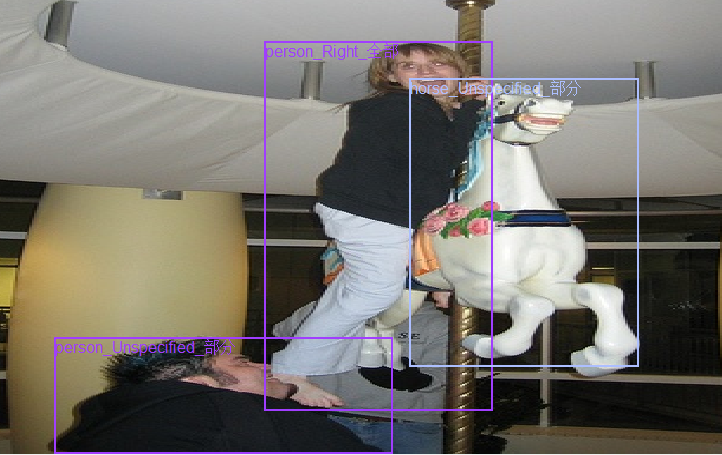 person_Right_全部
horse_Unspecified_部分
person_Unspecified_部分
SE